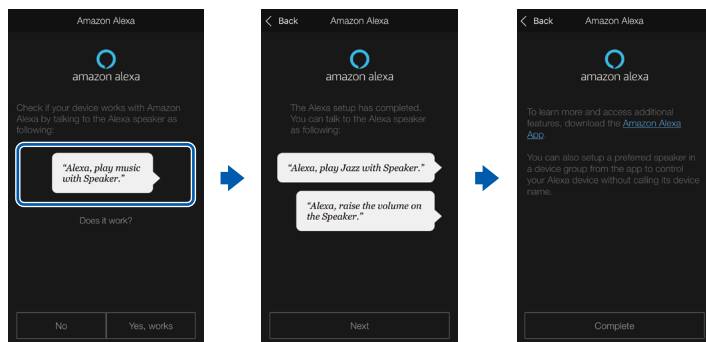 Amazon Alexa
amazon alexa
Check if your device works with Amazon
Alexa by talking to the Alexa speaker as
following:
“Alexa, play music
with Speaker.”
Does it work?
No
Yes, works
Back
Amazon Alexa
amazon alexa
The Alexa setup has completed.
You can talk to the Alexa speaker
as following:
“Alexa, play Jazz with Speaker.”
“Alexa, raise the volume on
the Speaker.”
Next
Back
Amazon Alexa
amazon alexa
To learn more and access additional
features, download the Amazon Alexa
App.
You can also setup a preferred speaker in
a device group from the app to control
your Alexa device without calling its device
name.
Complete